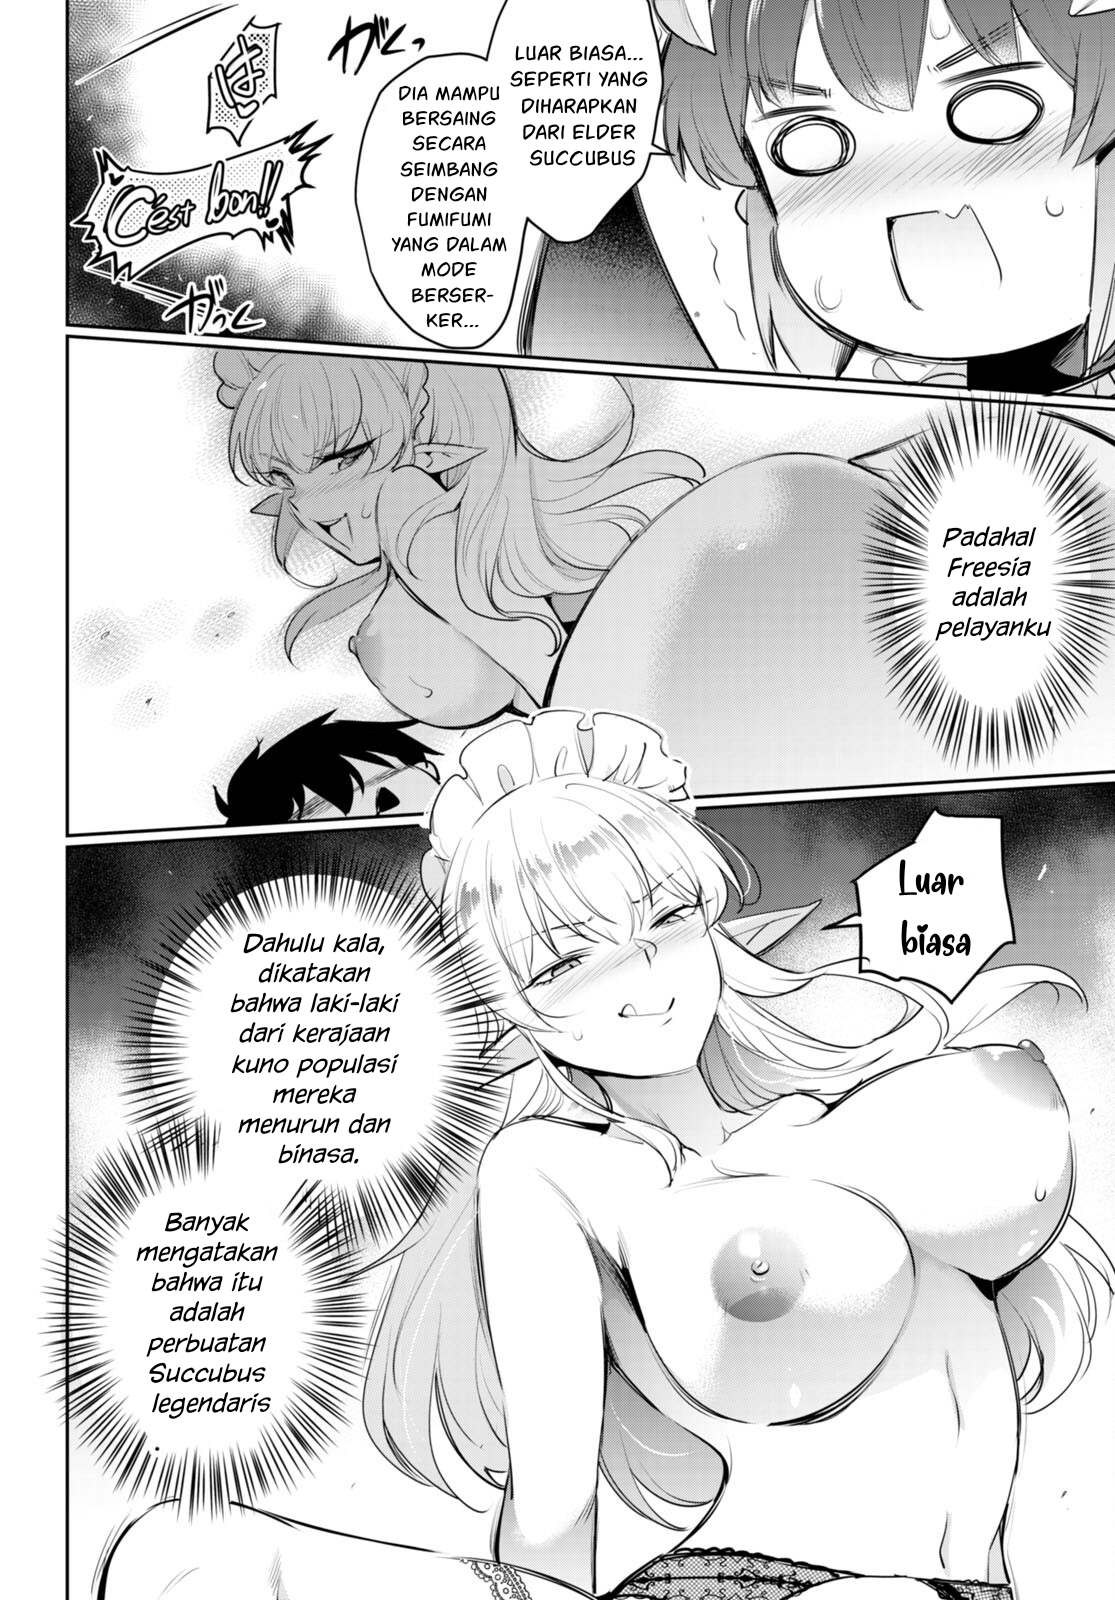 LUAR BIASA...
SEPERTI YANG
DIHARAPKAN
DARI ELDER
SUCCUBUS
DIA MAMPU
BERSAING
SECARA
SEIMBANG
DENGAN
FUMIFUMI
YANG DALAM
MODE
BERSER-
KER...
がくっ
C'est bon!!
がっく
Padahal
Freesia
adalah
pelayanku
Luar
biasa
Dahulu kala,
dikatakan
bahwa laki-laki
dari kerajaan
kuno populasi
mereka
menurun dan
binasa.
Banyak
mengatakan
bahwa itu
adalah
perbuatan
Succubus
legendaris
.